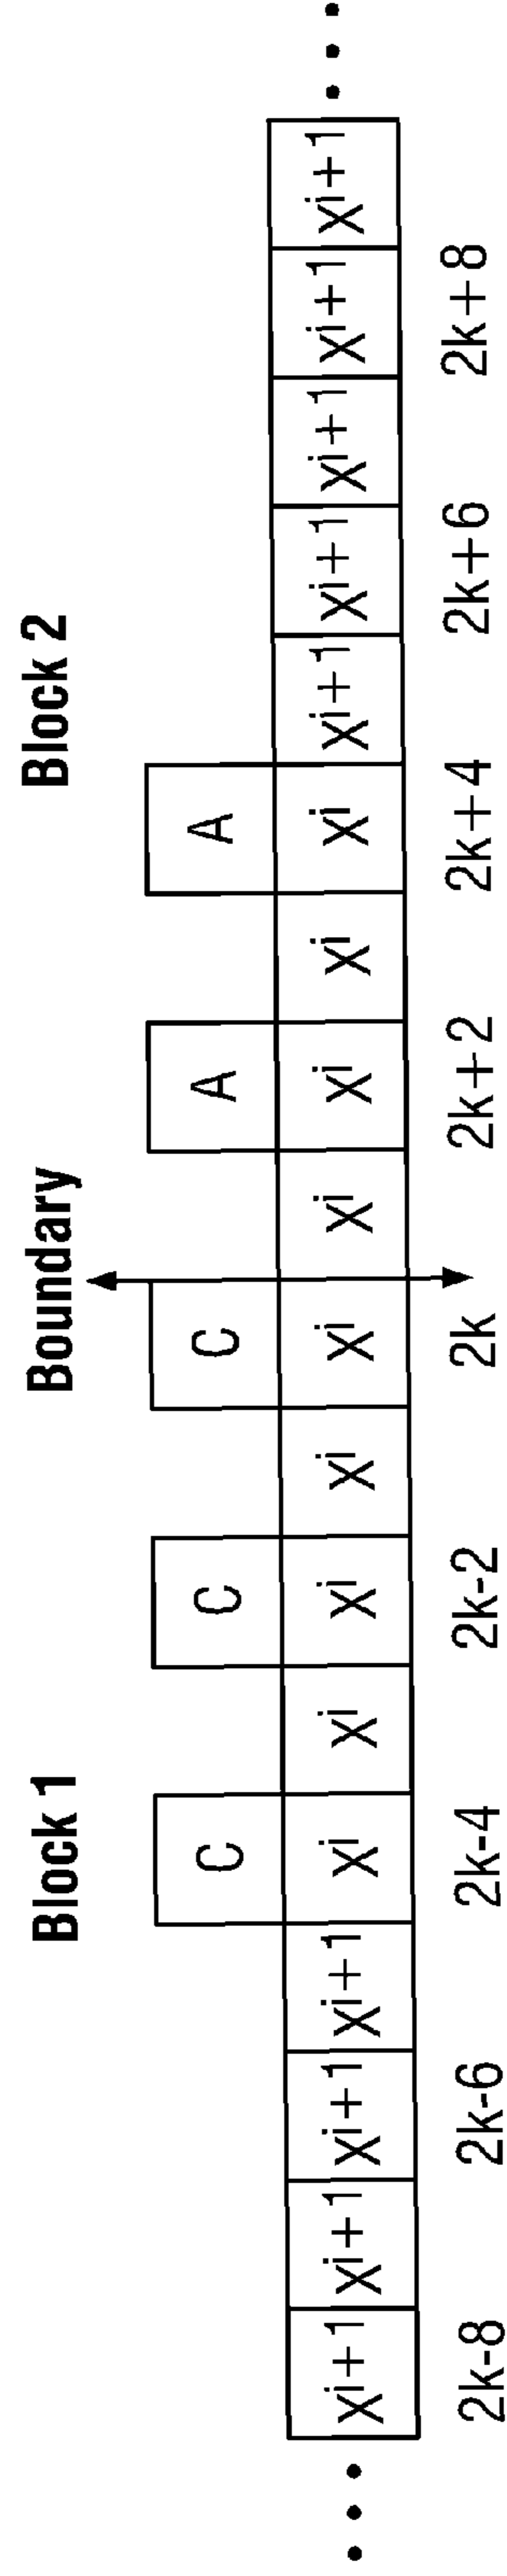 Block 1 Boundary Block 2
C C C A A
••• Xⁱ⁺¹ Xⁱ⁺¹ Xⁱ⁺¹ Xⁱ⁺¹ Xⁱ Xⁱ Xⁱ Xⁱ Xⁱ Xⁱ Xⁱ Xⁱ Xⁱ Xⁱ⁺¹ Xⁱ⁺¹ Xⁱ⁺¹ Xⁱ⁺¹ Xⁱ⁺¹ •••
2k-8 2k-6 2k-4 2k-2 2k 2k+2 2k+4 2k+6 2k+8